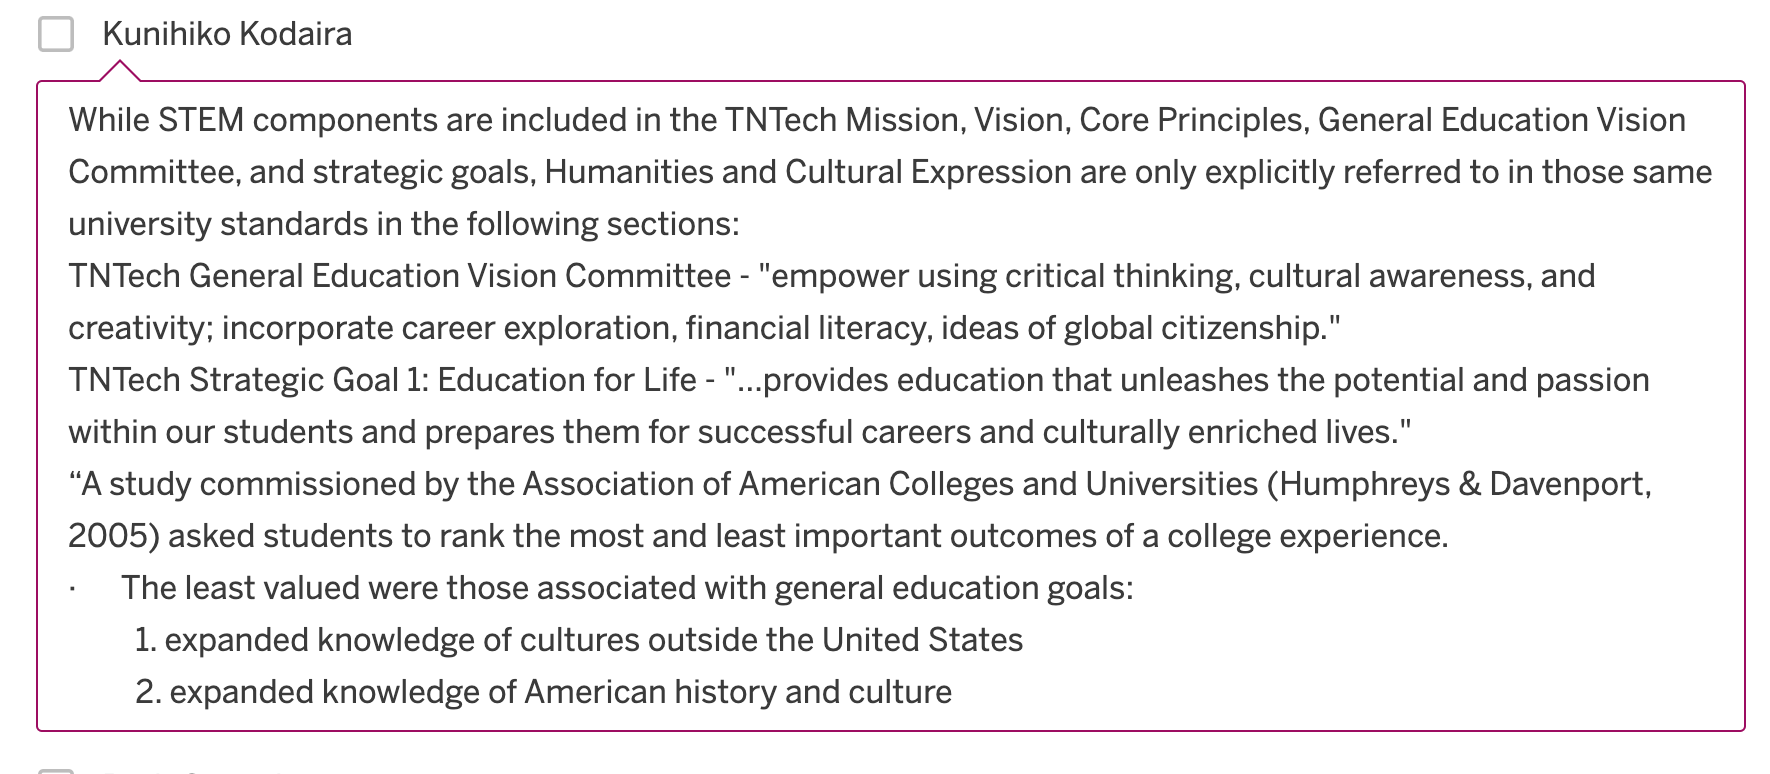 Kunihiko Kodaira
While STEM components are included in the TNTech Mission, Vision, Core Principles, General Education Vision
Committee, and strategic goals, Humanities and Cultural Expression are only explicitly referred to in those same
university standards in the following sections:
TNTech General Education Vision Committee - "empower using critical thinking, cultural awareness, and
creativity; incorporate career exploration, financial literacy, ideas of global citizenship."
TNTech Strategic Goal 1: Education for Life - "...provides education that unleashes the potential and passion
within our students and prepares them for successful careers and culturally enriched lives."
“A study commissioned by the Association of American Colleges and Universities (Humphreys & Davenport,
2005) asked students to rank the most and least important outcomes of a college experience.
· The least valued were those associated with general education goals:
1. expanded knowledge of cultures outside the United States
2. expanded knowledge of American history and culture